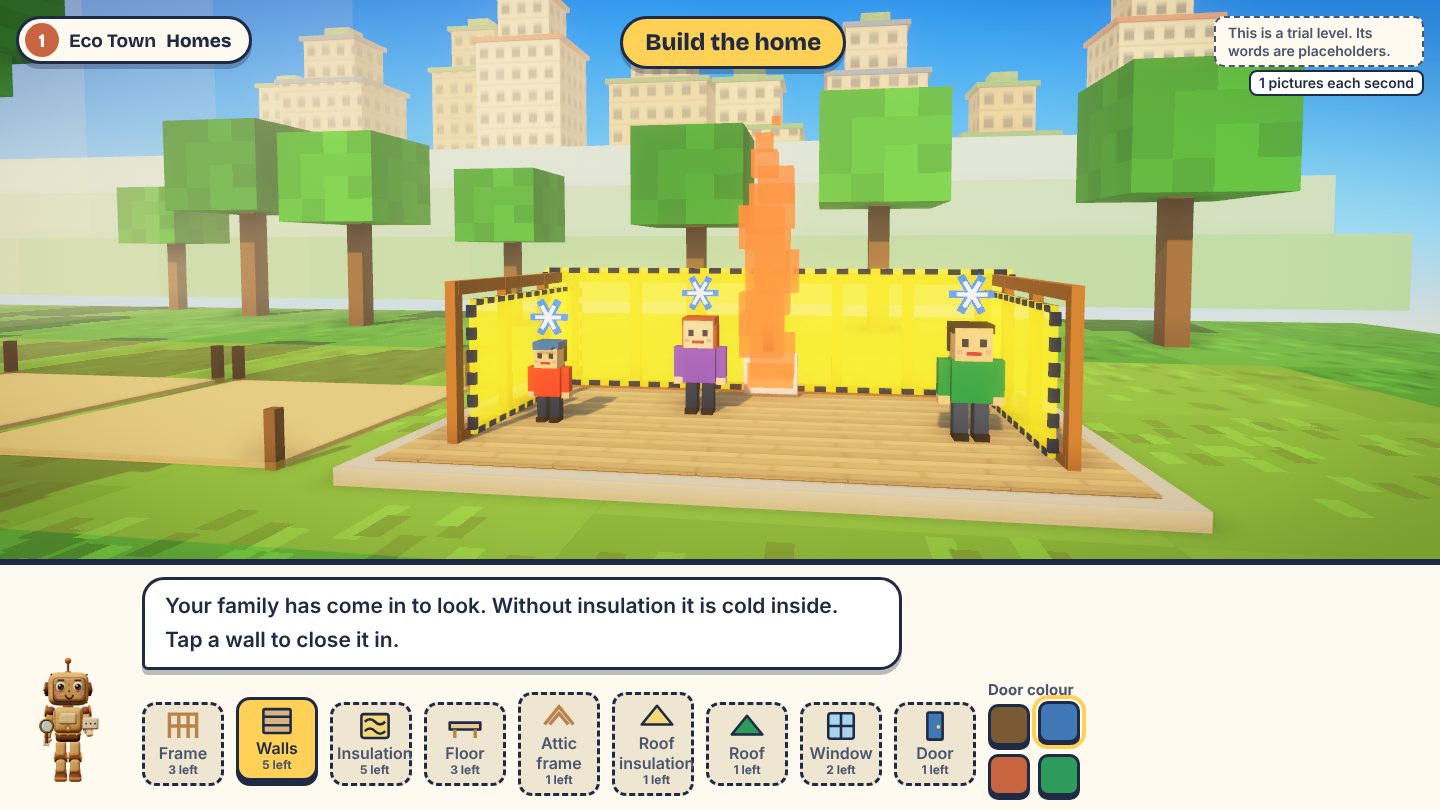 1 Eco Town Homes
Build the home
This is a trial level. Its
words are placeholders.
1 pictures each second
Your family has come in to look. Without insulation it is cold inside.
Tap a wall to close it in.
Door colour
Frame
3 left
Walls
5 left
Insulation
5 left
Floor
3 left
Attic
frame
1 left
Roof
insulation
1 left
Roof
1 left
Window
2 left
Door
1 left